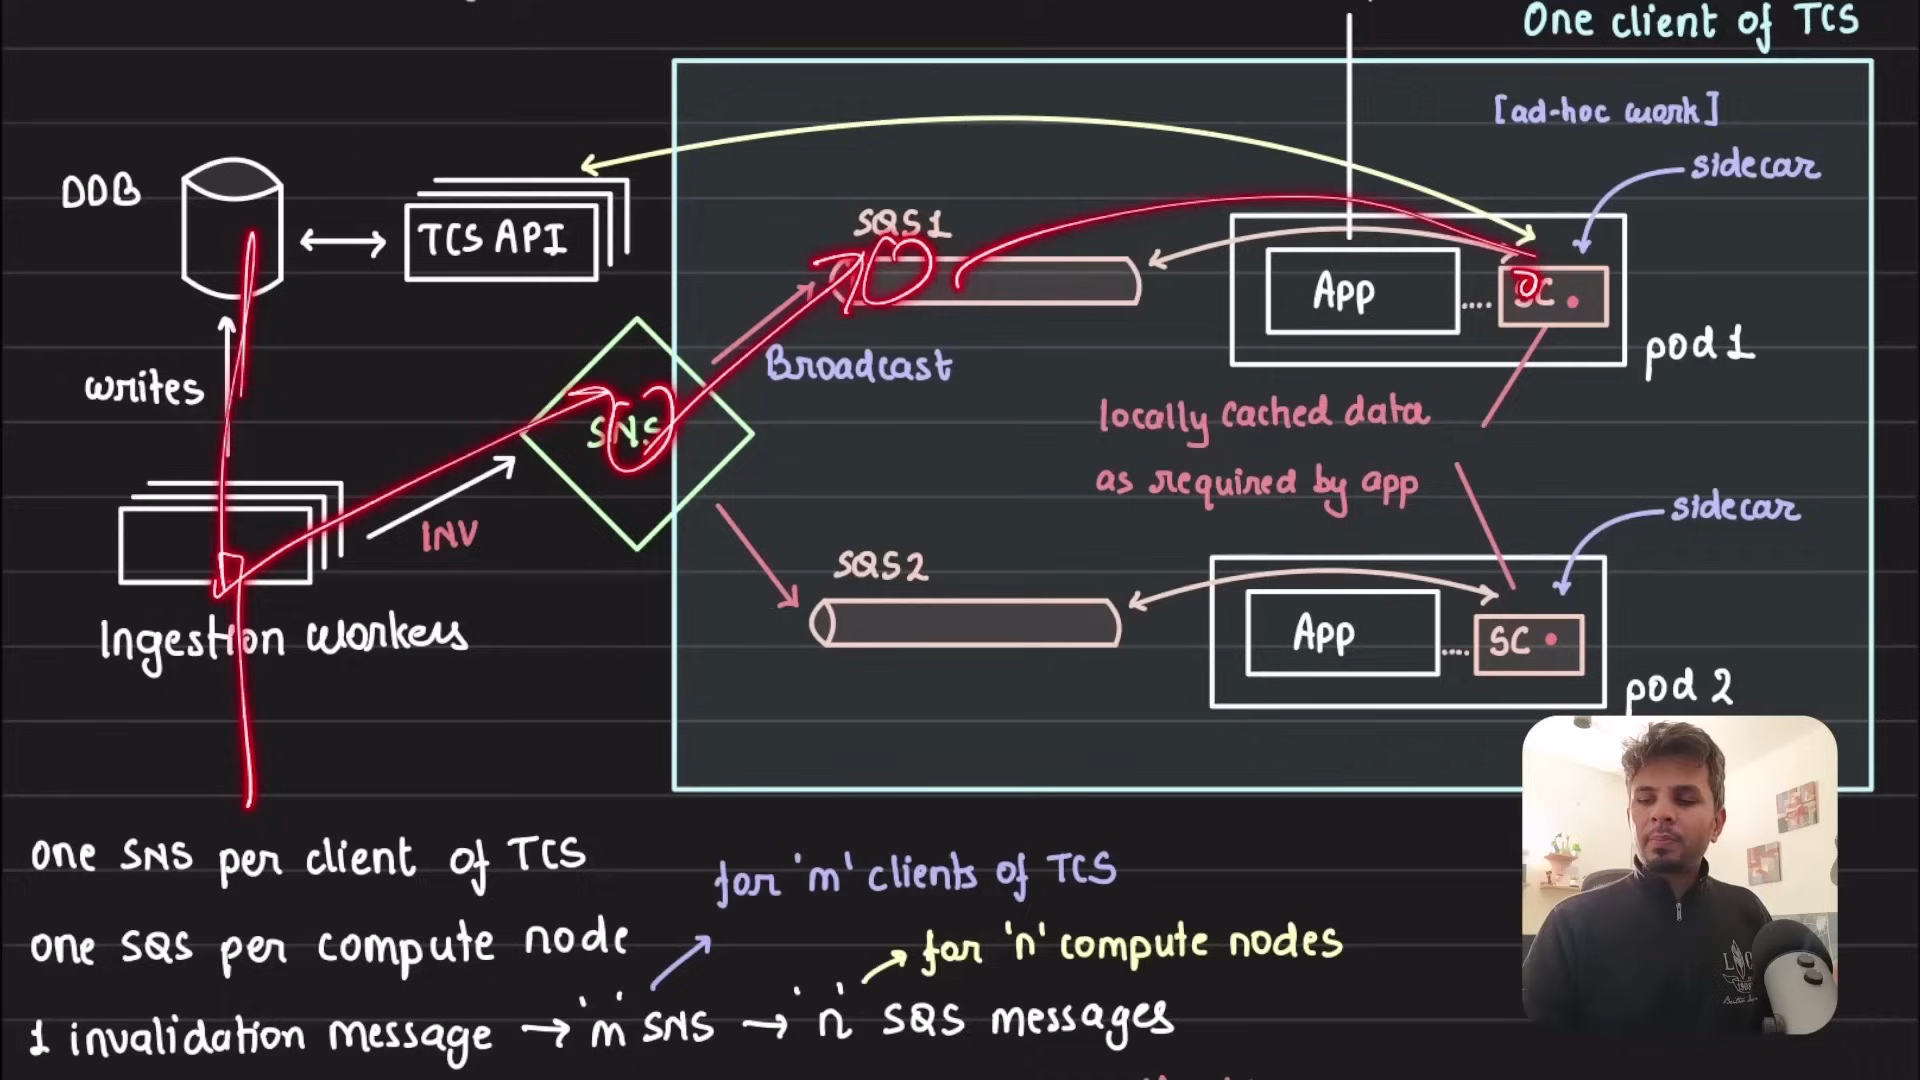 One client of TCS
[ad-hoc work]
sidecar
DDB
TCS API
SQS1
App
SC
pod 1
writes
Broadcast
SNS
locally cached data
as required by app
INV
sidecar
SQS2
App
SC
pod 2
Ingestion workers
one SNS per client of TCS
for 'm' clients of TCS
one SQS per compute node
for 'n' compute nodes
1 invalidation message → 'm' SNS → 'n' SQS messages